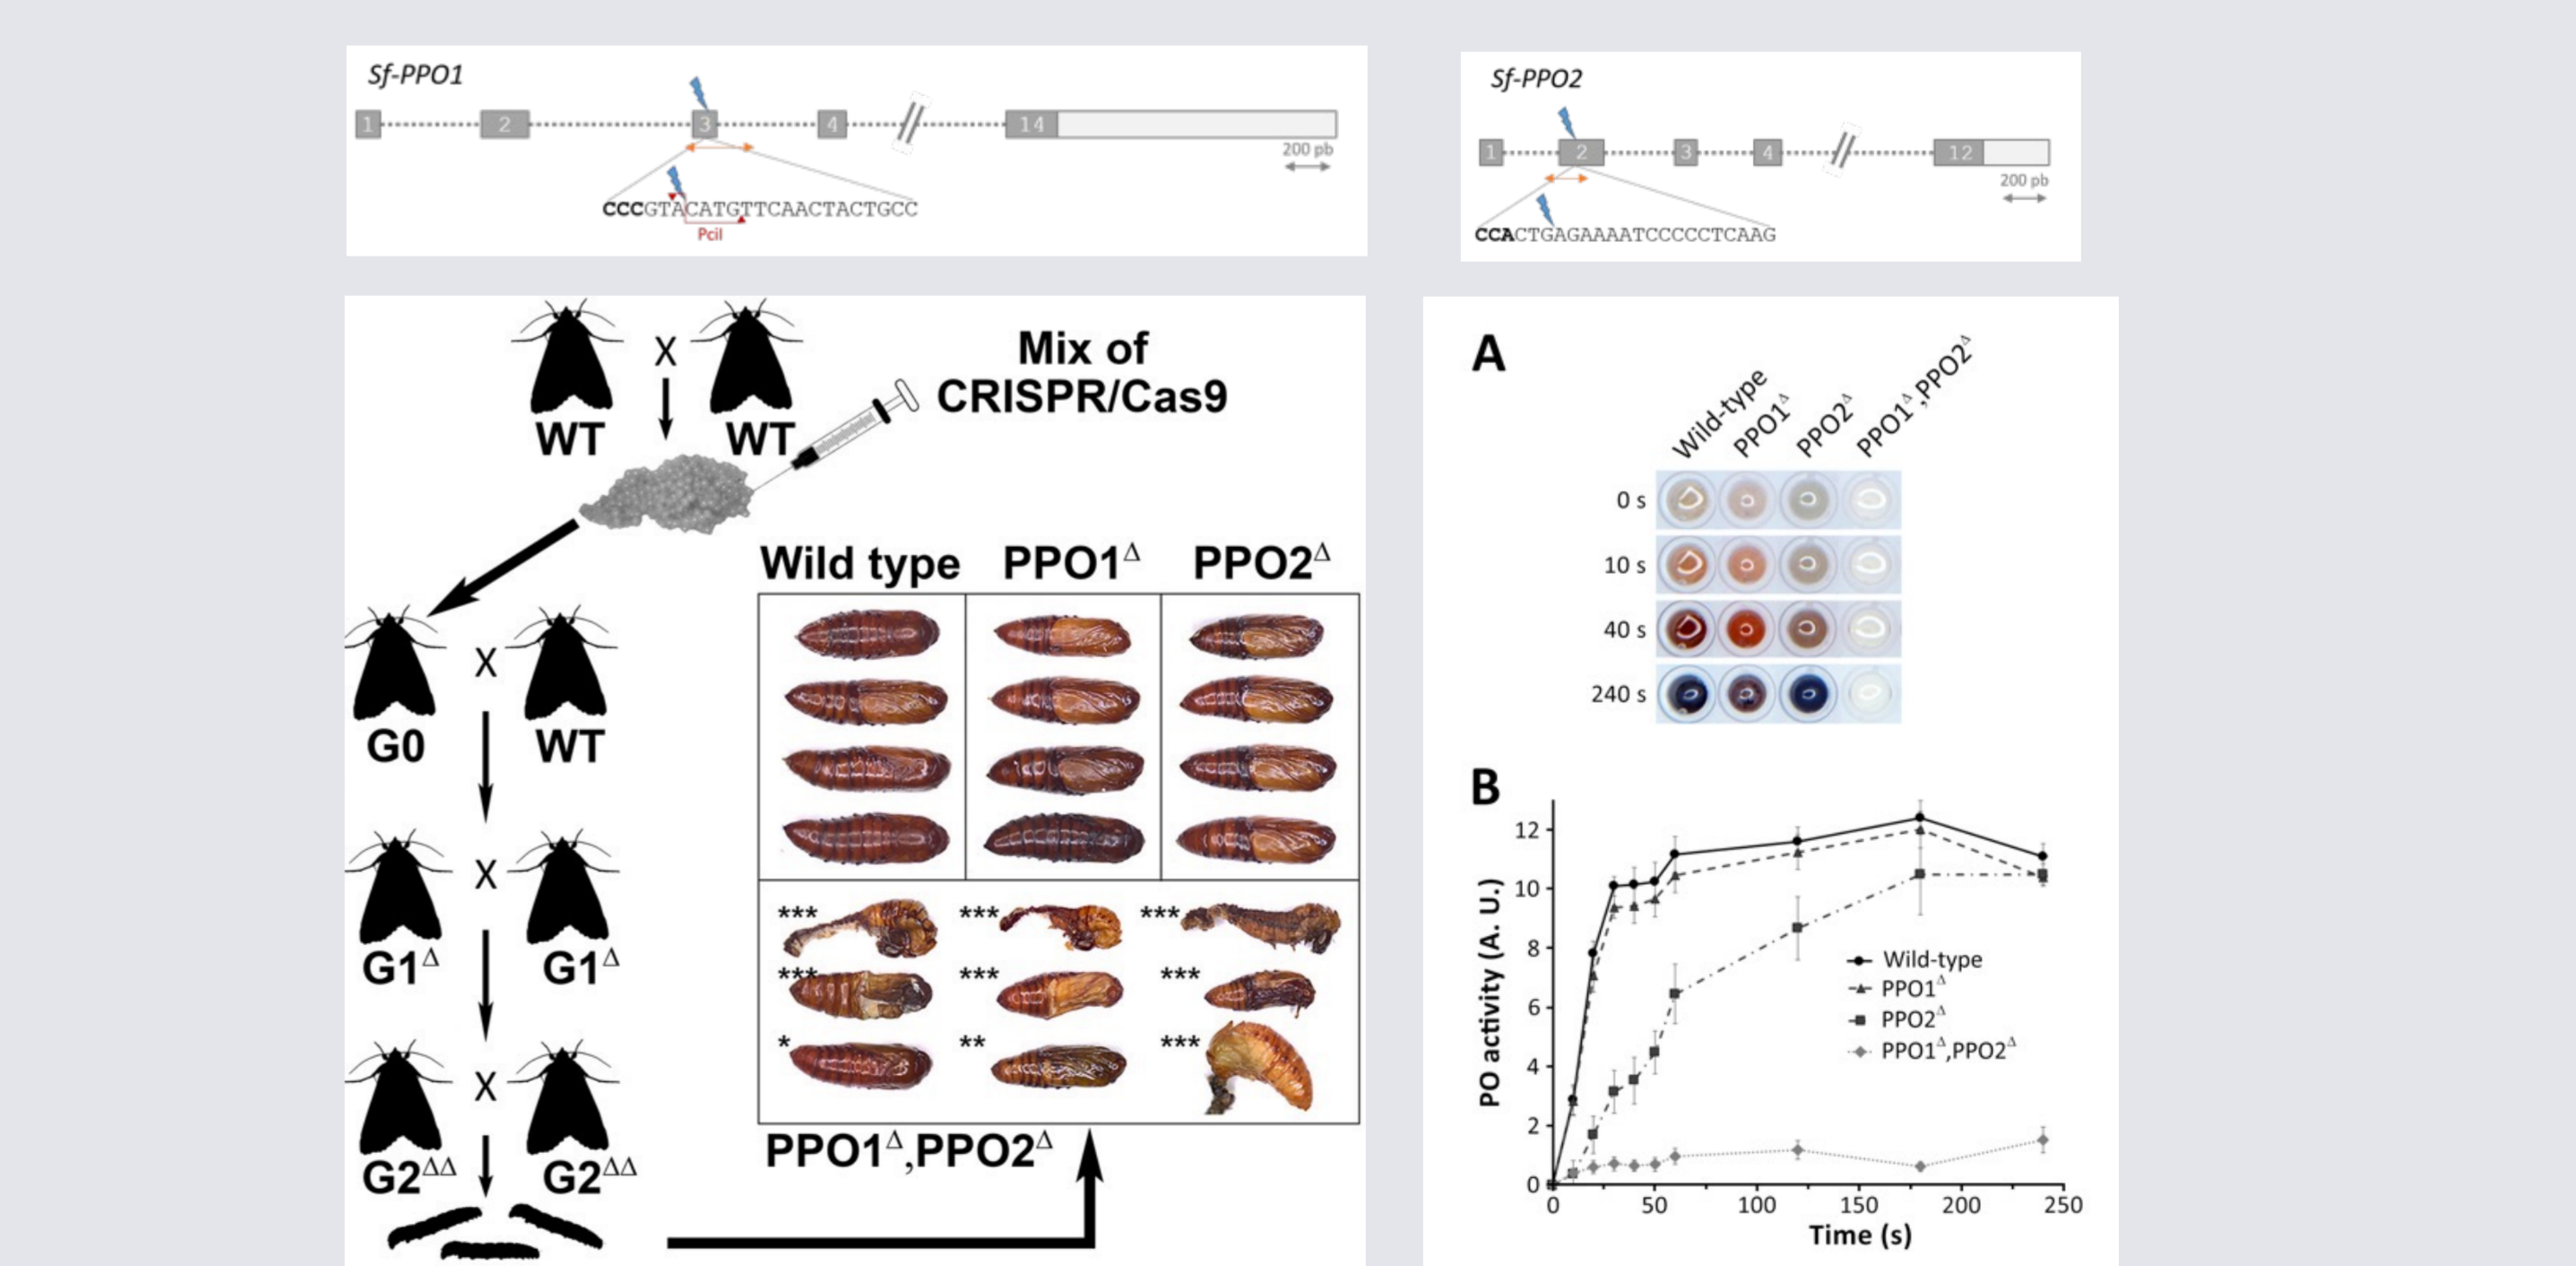 Sf-PPO1
1 2 3 4 14
200 pb
CCCGTACATGTTCAACTACTGCC
PciI
Sf-PPO2
1 2 3 4 12
200 pb
CCACTGAGAAAATCCCCCTCAAG
WT X WT
Mix of
CRISPR/Cas9
G0 X WT
G1Δ X G1Δ
G2ΔΔ X G2ΔΔ
Wild type PPO1Δ PPO2Δ
*** *** ***
*** *** ***
* ** ***
PPO1Δ,PPO2Δ
A
Wild-type PPO1Δ PPO2Δ PPO1Δ,PPO2Δ
0 s
10 s
40 s
240 s
B
PO activity (A. U.)
12
10
8
6
4
2
0
Wild-type
PPO1Δ
PPO2Δ
PPO1Δ,PPO2Δ
0 50 100 150 200 250
Time (s)